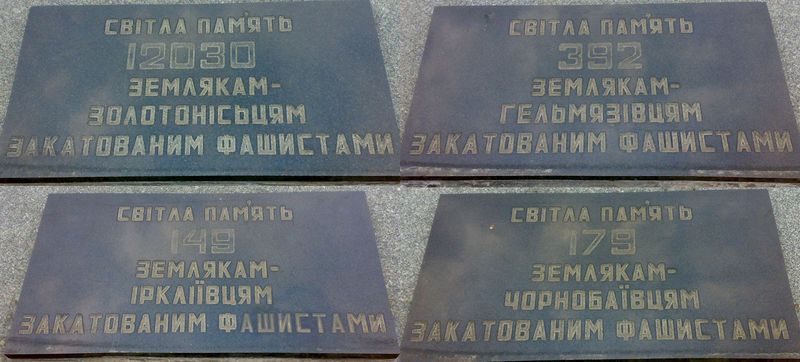 СВІТЛА ПАМ'ЯТЬ
12030
ЗЕМЛЯКАМ-
ЗОЛОТОНІСЬЦЯМ
ЗАКАТОВАНИМ ФАШИСТАМИ
СВІТЛА ПАМ'ЯТЬ
392
ЗЕМЛЯКАМ-
ГЕЛЬМЯЗІВЦЯМ
ЗАКАТОВАНИМ ФАШИСТАМИ
СВІТЛА ПАМ'ЯТЬ
149
ЗЕМЛЯКАМ-
ІРКЛІЇВЦЯМ
ЗАКАТОВАНИМ ФАШИСТАМИ
СВІТЛА ПАМ'ЯТЬ
179
ЗЕМЛЯКАМ-
ЧОРНОБАЇВЦЯМ
ЗАКАТОВАНИМ ФАШИСТАМИ